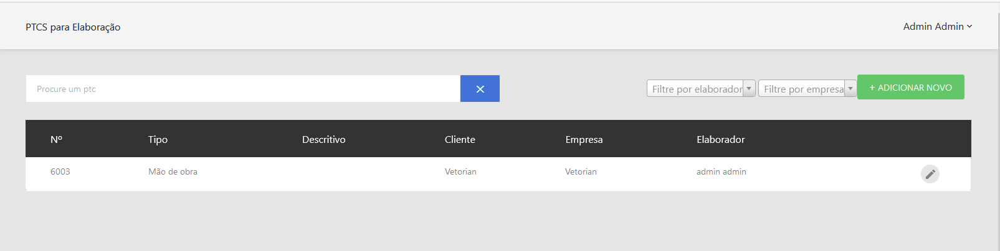 PTCS para Elaboração
Admin Admin
Procure um ptc
Filtre por elaborador
Filtre por empresa
+ ADICIONAR NOVO
Nº Tipo Descritivo Cliente Empresa Elaborador
6003 Mão de obra Vetorian Vetorian admin admin